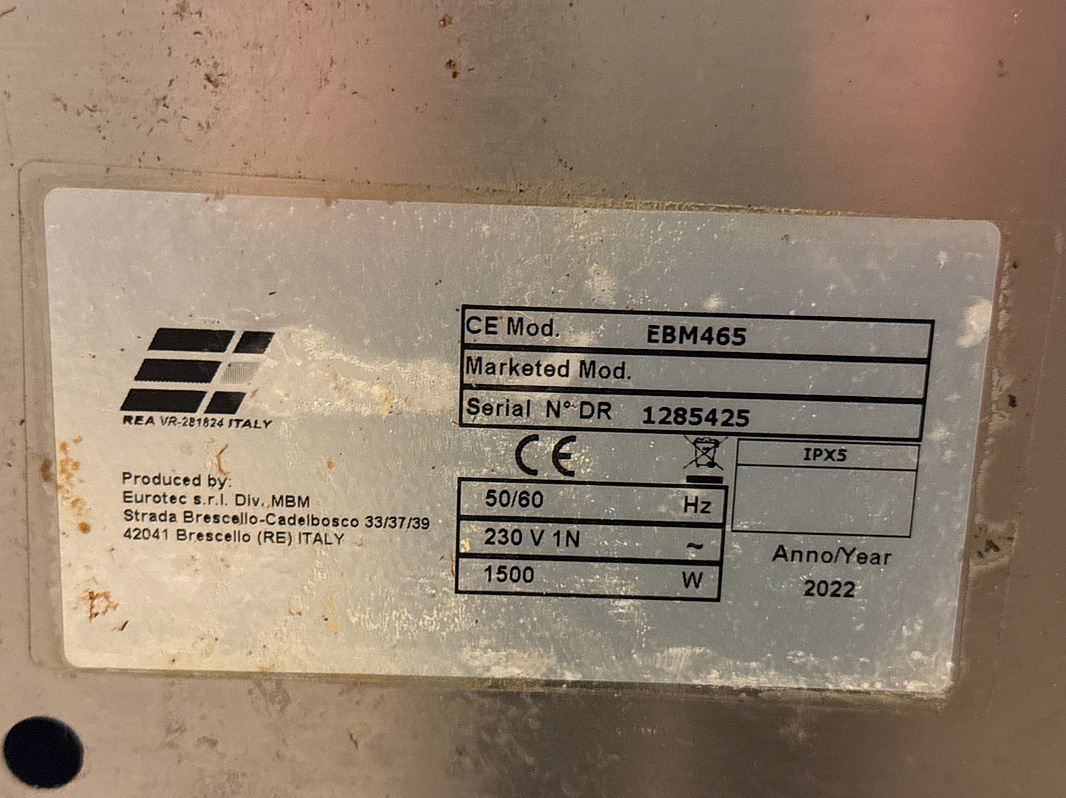 REA VR-281824 ITALY
Produced by:
Eurotec s.r.l. Div. MBM
Strada Brescello-Cadelbosco 33/37/39
42041 Brescello (RE) ITALY
CE Mod. EBM465
Marketed Mod.
Serial N° DR 1285425
CE
IPX5
50/60 Hz
230 V 1N ~
1500 W
Anno/Year
2022